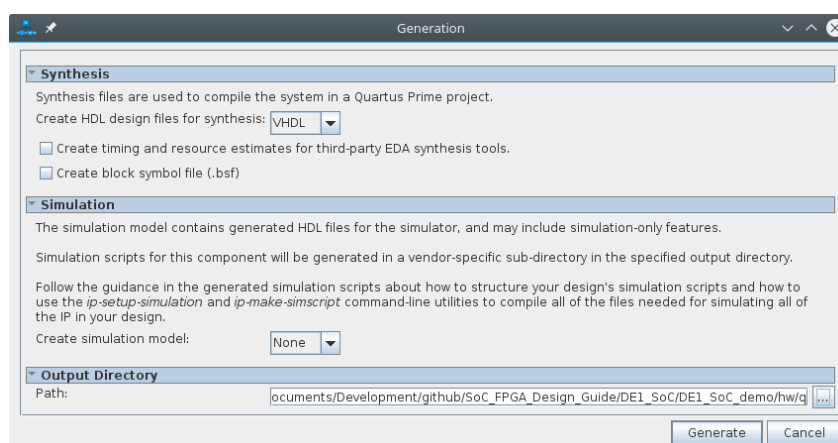 Generation
Synthesis
Synthesis files are used to compile the system in a Quartus Prime project.
Create HDL design files for synthesis: VHDL
Create timing and resource estimates for third-party EDA synthesis tools.
Create block symbol file (.bsf)
Simulation
The simulation model contains generated HDL files for the simulator, and may include simulation-only features.
Simulation scripts for this component will be generated in a vendor-specific sub-directory in the specified output directory.
Follow the guidance in the generated simulation scripts about how to structure your design's simulation scripts and how to
use the ip-setup-simulation and ip-make-simscript command-line utilities to compile all of the files needed for simulating all of
the IP in your design.
Create simulation model: None
Output Directory
Path: ocuments/Development/github/SoC_FPGA_Design_Guide/DE1_SoC/DE1_SoC_demo/hw/q ...
Generate Cancel